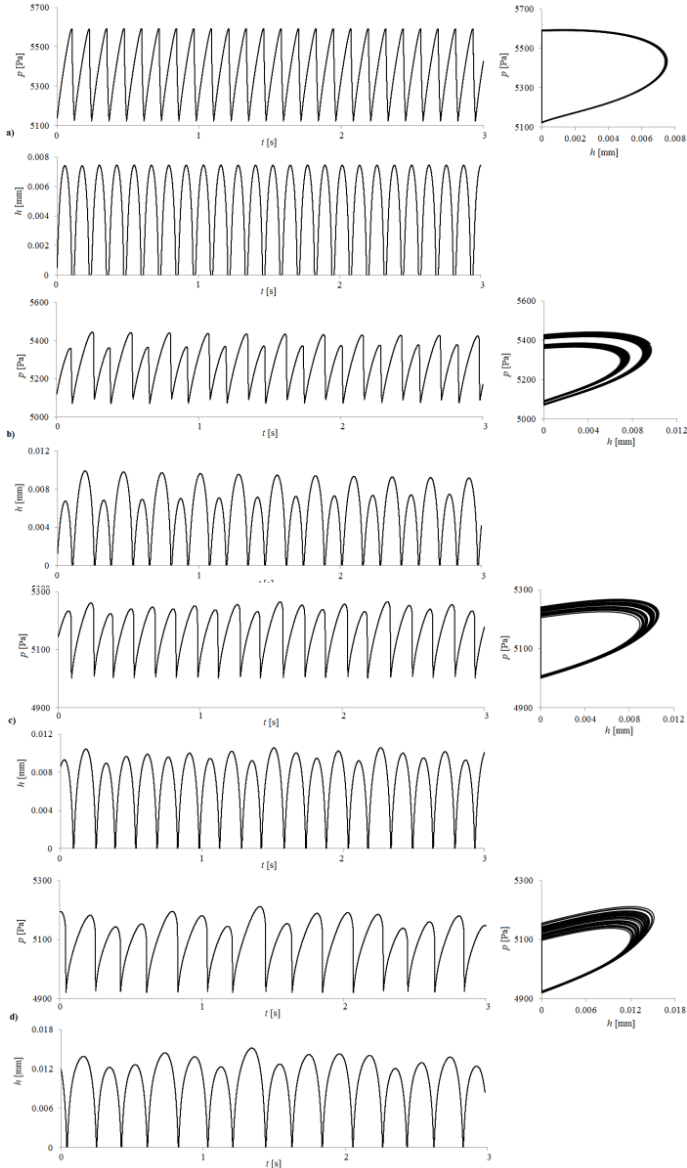 5700
5500
5300
5100
p [Pa]
0 1 2 3
t [s]
a)
5700
5500
5300
5100
p [Pa]
0 0.002 0.004 0.006 0.008
h [mm]
0.008
0.006
0.004
0.002
0
h [mm]
0 1 2 3
t [s]
5600
5400
5200
5000
p [Pa]
0 1 2 3
t [s]
b)
5600
5400
5200
5000
p [Pa]
0 0.004 0.008 0.012
h [mm]
0.012
0.008
0.004
0
h [mm]
0 1 2 3
5300
5100
4900
p [Pa]
0 1 2 3
t [s]
c)
5300
5100
4900
p [Pa]
0 0.004 0.008 0.012
h [mm]
0.012
0.008
0.004
0
h [mm]
0 1 2 3
t [s]
5300
5100
4900
p [Pa]
0 1 2 3
t [s]
d)
5300
5100
4900
p [Pa]
0 0.006 0.012 0.018
h [mm]
0.018
0.012
0.006
0
h [mm]
0 1 2 3
t [s]